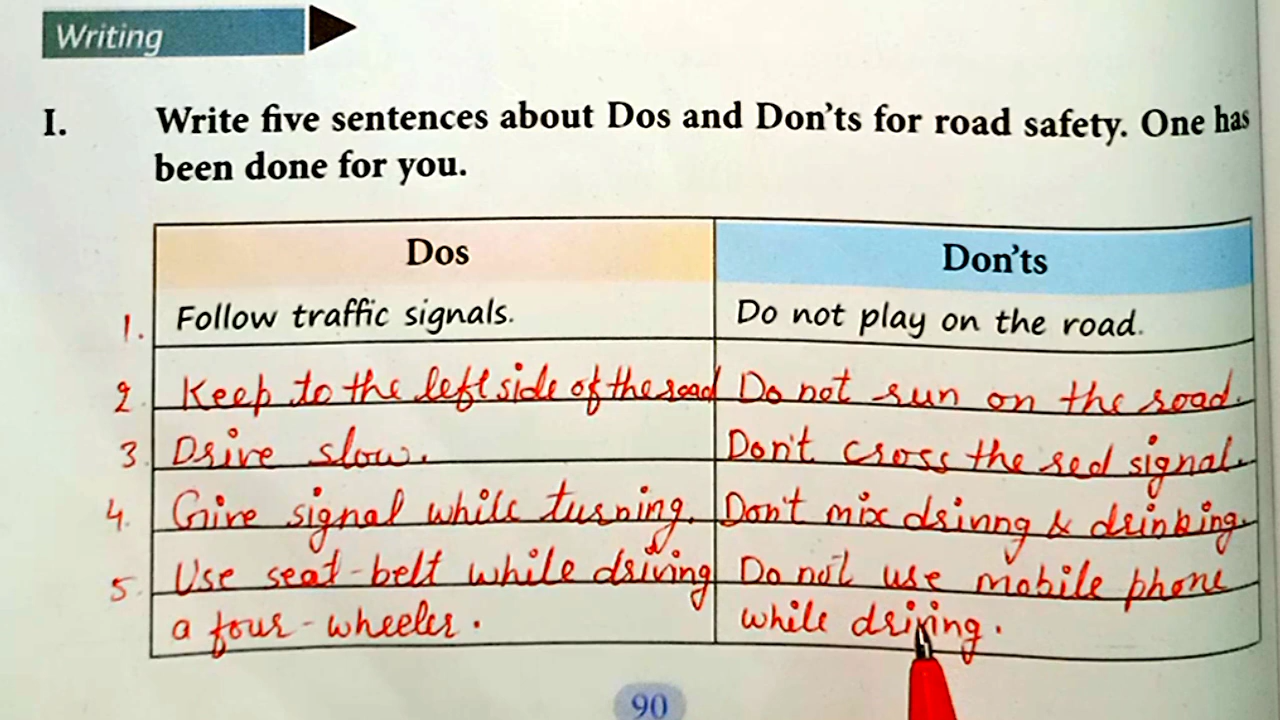 Writing
I. Write five sentences about Dos and Don'ts for road safety. One has
been done for you.
Dos Don'ts
1. Follow traffic signals. Do not play on the road.
2. Keep to the left side of the road Do not run on the road.
3. Drive slow. Don't cross the red signal.
4. Give signal while turning. Don't mix drivng & drinking.
5. Use seat-belt while driving Do not use mobile phone
a four-wheeler. while driving.
90